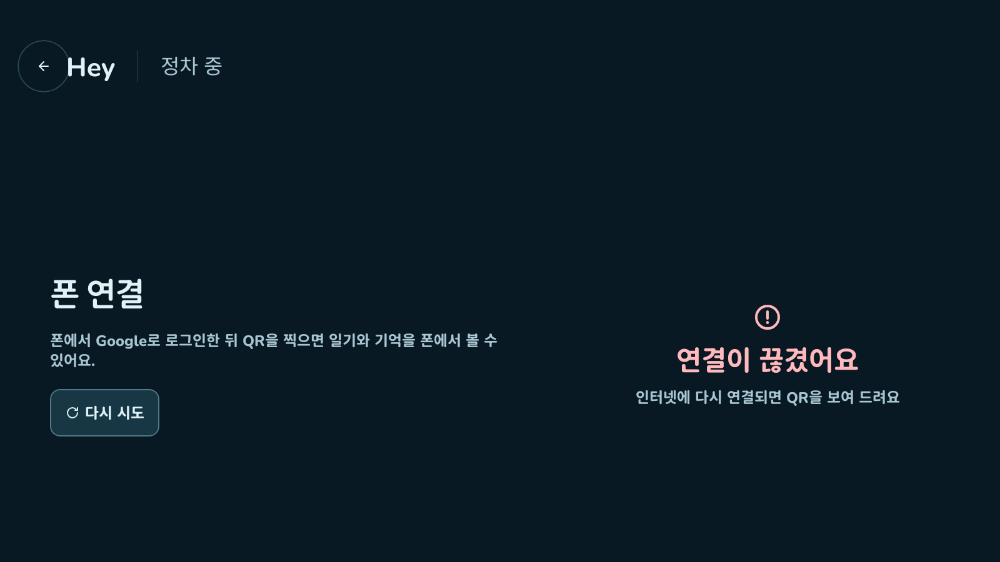 Hey
정차 중
폰 연결
폰에서 Google로 로그인한 뒤 QR을 찍으면 일기와 기억을 폰에서 볼 수
있어요.
다시 시도
연결이 끊겼어요
인터넷에 다시 연결되면 QR을 보여 드려요